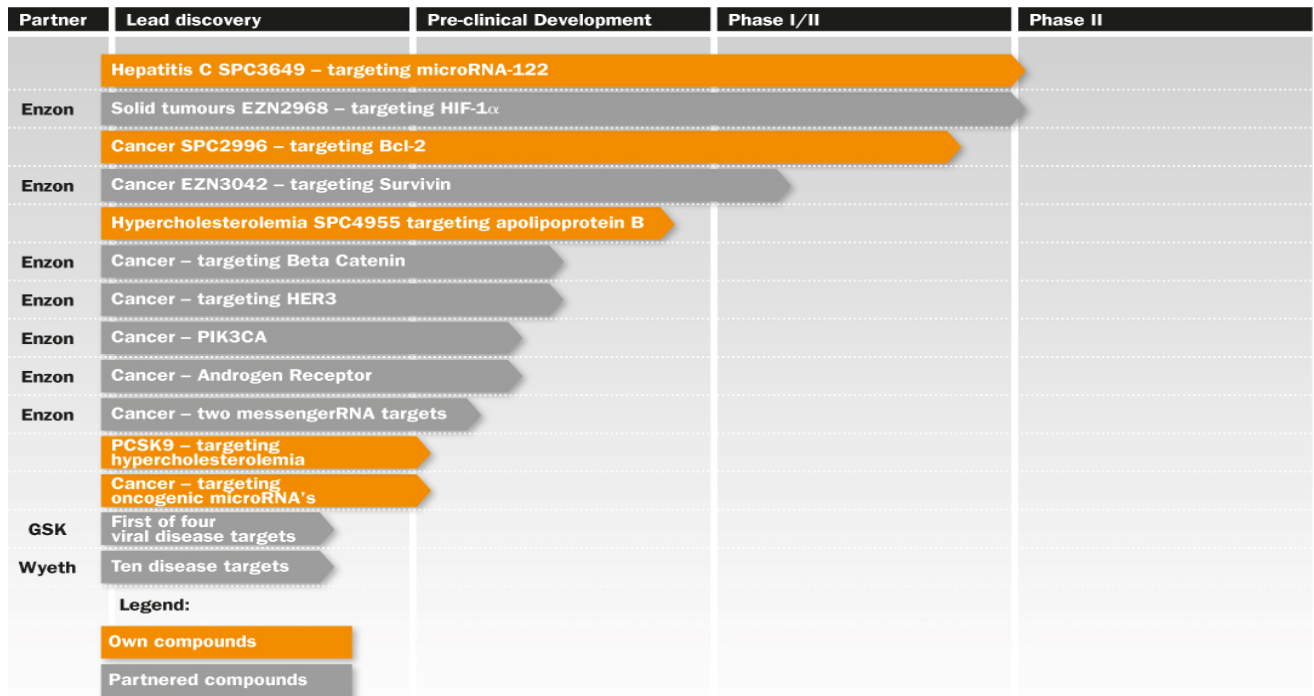 Partner Lead discovery Pre-clinical Development Phase I/II Phase II
Hepatitis C SPC3649 – targeting microRNA-122
Enzon Solid tumours EZN2968 – targeting HIF-1α
Cancer SPC2996 – targeting Bcl-2
Enzon Cancer EZN3042 – targeting Survivin
Hypercholesterolemia SPC4955 targeting apolipoprotein B
Enzon Cancer – targeting Beta Catenin
Enzon Cancer – targeting HER3
Enzon Cancer – PIK3CA
Enzon Cancer – Androgen Receptor
Enzon Cancer – two messengerRNA targets
PCSK9 – targeting
hypercholesterolemia
Cancer – targeting
oncogenic microRNA's
GSK First of four
viral disease targets
Wyeth Ten disease targets
Legend:
Own compounds
Partnered compounds